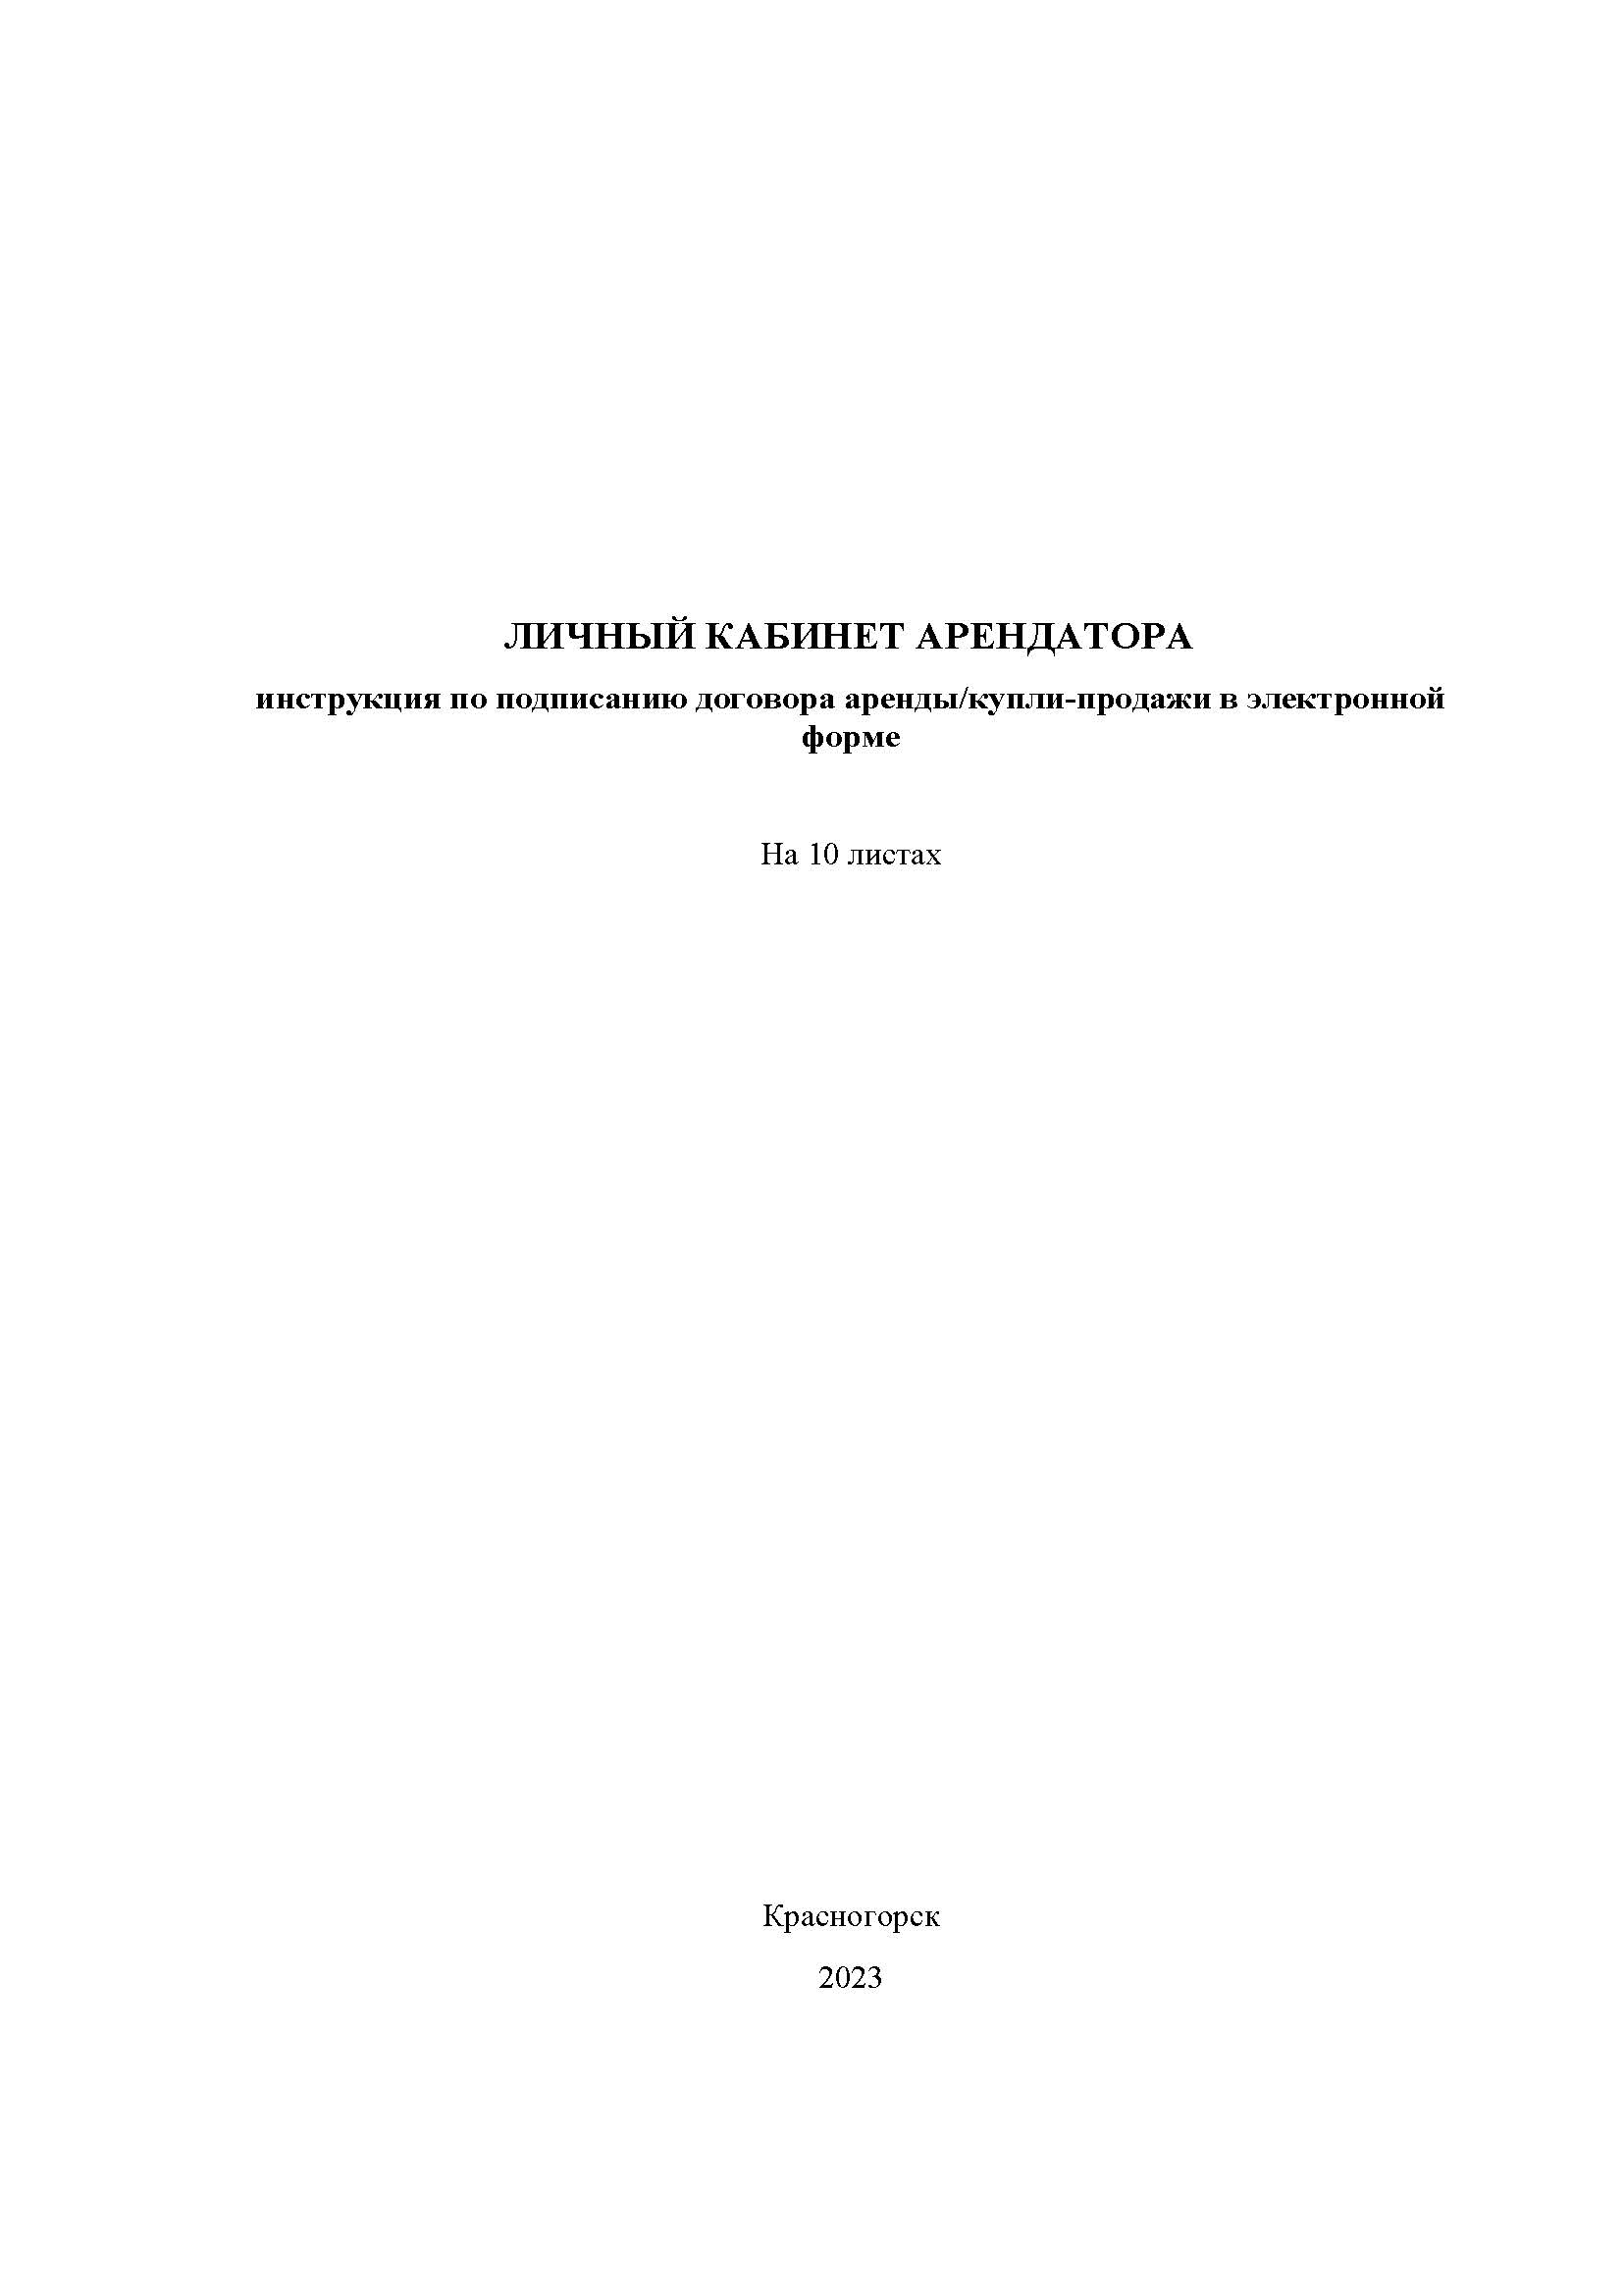 ЛИЧНЫЙ КАБИНЕТ АРЕНДАТОРА
инструкция по подписанию договора аренды/купли-продажи в электронной
форме
На 10 листах
Красногорск
2023